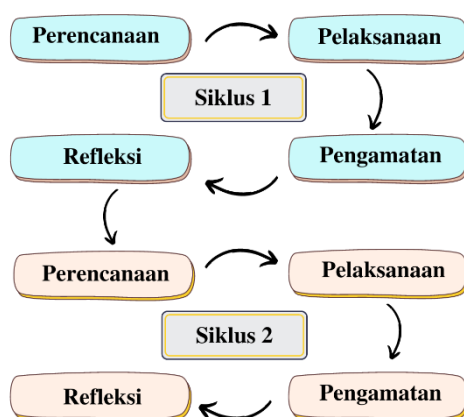 Perencanaan
Pelaksanaan
Siklus 1
Refleksi
Pengamatan
Perencanaan
Pelaksanaan
Siklus 2
Refleksi
Pengamatan